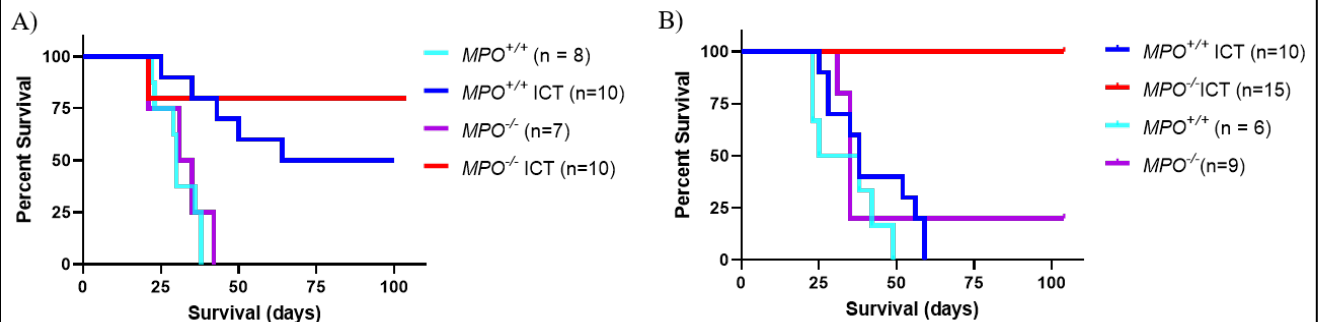 A)
Percent Survival
100
75
50
25
0
0 25 50 75 100
Survival (days)
MPO+/+ (n = 8)
MPO+/+ ICT (n=10)
MPO-/- (n=7)
MPO-/- ICT (n=10)
B)
Percent Survival
100
75
50
25
0
0 25 50 75 100
Survival (days)
MPO+/+ ICT (n=10)
MPO-/-ICT (n=15)
MPO+/+ (n = 6)
MPO-/-(n=9)